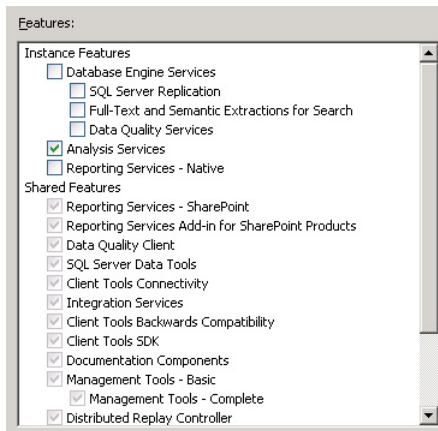 Features:
Instance Features
Database Engine Services
SQL Server Replication
Full-Text and Semantic Extractions for Search
Data Quality Services
Analysis Services
Reporting Services - Native
Shared Features
Reporting Services - SharePoint
Reporting Services Add-in for SharePoint Products
Data Quality Client
SQL Server Data Tools
Client Tools Connectivity
Integration Services
Client Tools Backwards Compatibility
Client Tools SDK
Documentation Components
Management Tools - Basic
Management Tools - Complete
Distributed Replay Controller